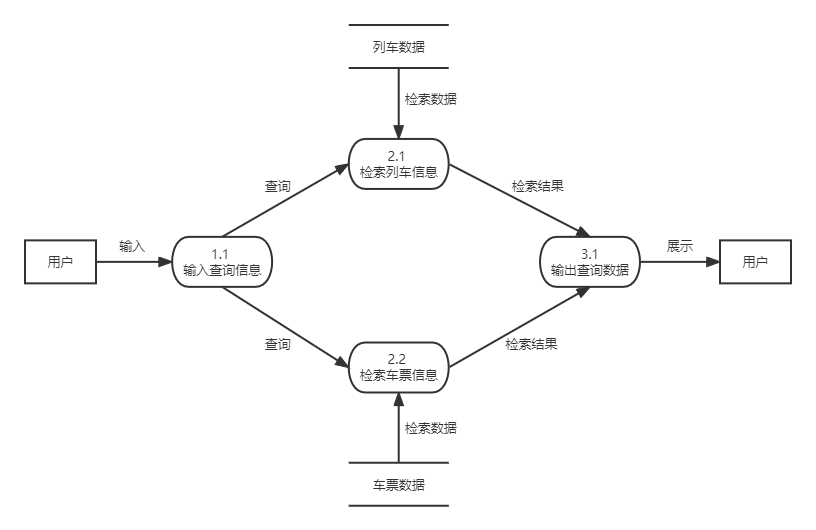 列车数据
检索数据
2.1
检索列车信息
查询
检索结果
用户
输入
1.1
输入查询信息
3.1
输出查询数据
展示
用户
查询
检索结果
2.2
检索车票信息
检索数据
车票数据